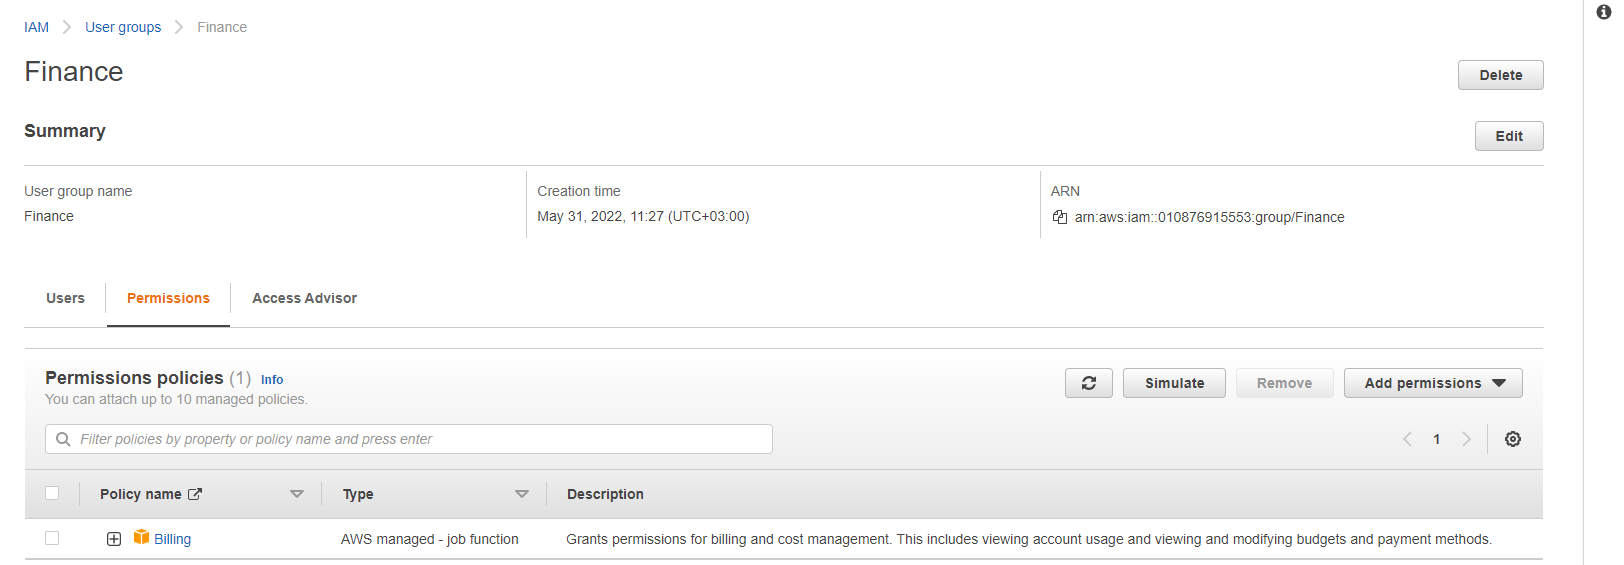 IAM > User groups > Finance
Finance
Delete
Summary
Edit
User group name
Finance
Creation time
May 31, 2022, 11:27 (UTC+03:00)
ARN
arn:aws:iam::010876915553:group/Finance
Users
Permissions
Access Advisor
Permissions policies (1) Info
You can attach up to 10 managed policies.
Simulate
Remove
Add permissions
Filter policies by property or policy name and press enter
1
Policy name
Type
Description
Billing
AWS managed - job function
Grants permissions for billing and cost management. This includes viewing account usage and viewing and modifying budgets and payment methods.